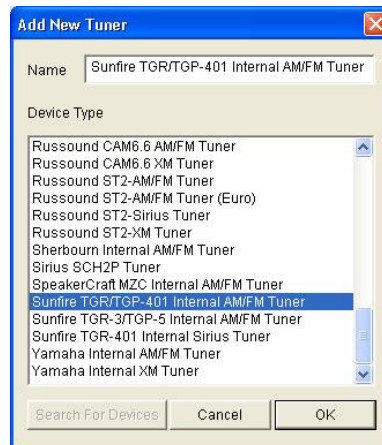 Add New Tuner
Name Sunfire TGR/TGP-401 Internal AM/FM Tuner
Device Type
Russound CAM6.6 AM/FM Tuner
Russound CAM6.6 XM Tuner
Russound ST2-AM/FM Tuner
Russound ST2-AM/FM Tuner (Euro)
Russound ST2-Sirius Tuner
Russound ST2-XM Tuner
Sherbourn Internal AM/FM Tuner
Sirius SCH2P Tuner
SpeakerCraft MZC Internal AM/FM Tuner
Sunfire TGR/TGP-401 Internal AM/FM Tuner
Sunfire TGR-3/TGP-5 Internal AM/FM Tuner
Sunfire TGR-401 Internal Sirius Tuner
Yamaha Internal AM/FM Tuner
Yamaha Internal XM Tuner
Search For Devices Cancel OK